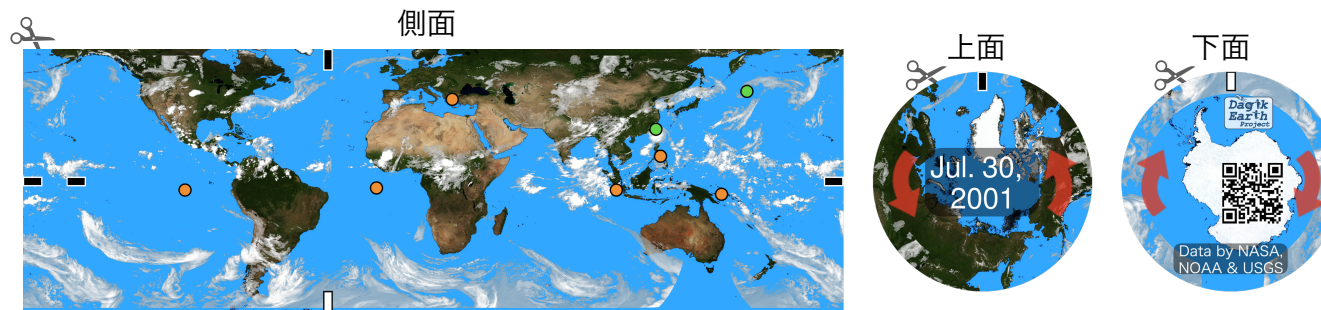 側面
上面
下面
Jul. 30,
2001
Dagik
Earth
Project
Data by NASA,
NOAA & USGS